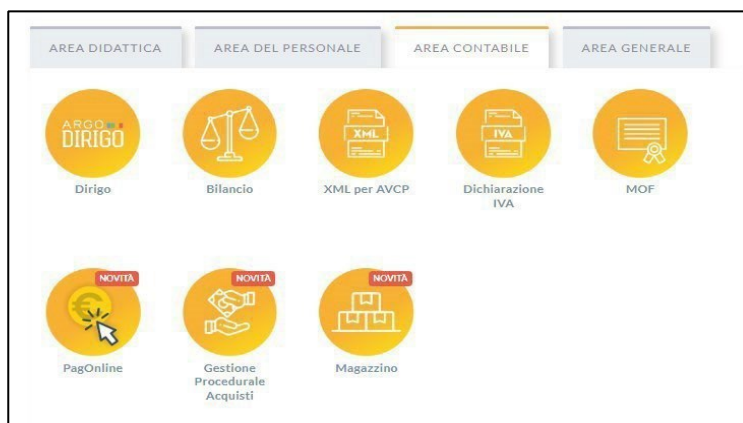 AREA DIDATTICA
AREA DEL PERSONALE
AREA CONTABILE
AREA GENERALE
ARGO
DIRIGO
XML
IVA
Dirigo
Bilancio
XML per AVCP
Dichiarazione
IVA
MOF
NOVITÀ
NOVITÀ
NOVITÀ
€
PagOnline
Gestione
Procedurale
Acquisti
Magazzino